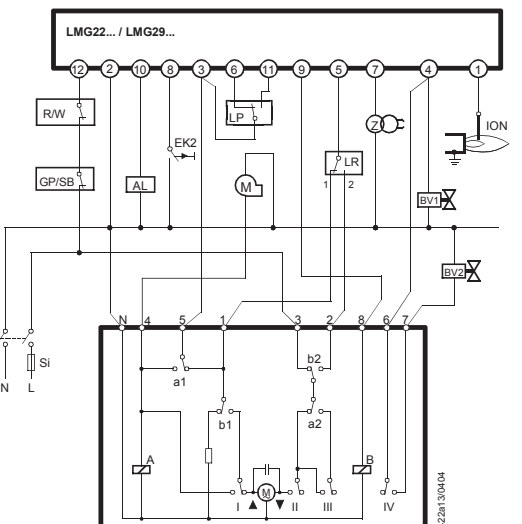 LMG22... / LMG29...
12 2 10 8 3 6 11 9 5 7 4 1
R/W
LP
EK2
Z
ION
GP/SB
AL
M
LR
1 2
BV1
BV2
N 4 5 1 3 2 8 6 7
Si
N L
a1
b2
b1
a2
A
B
M
I II III IV
22a13/0404